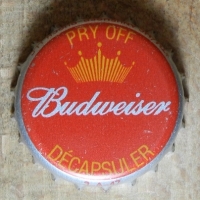 PRY OFF
Budweiser
DÉCAPSULER